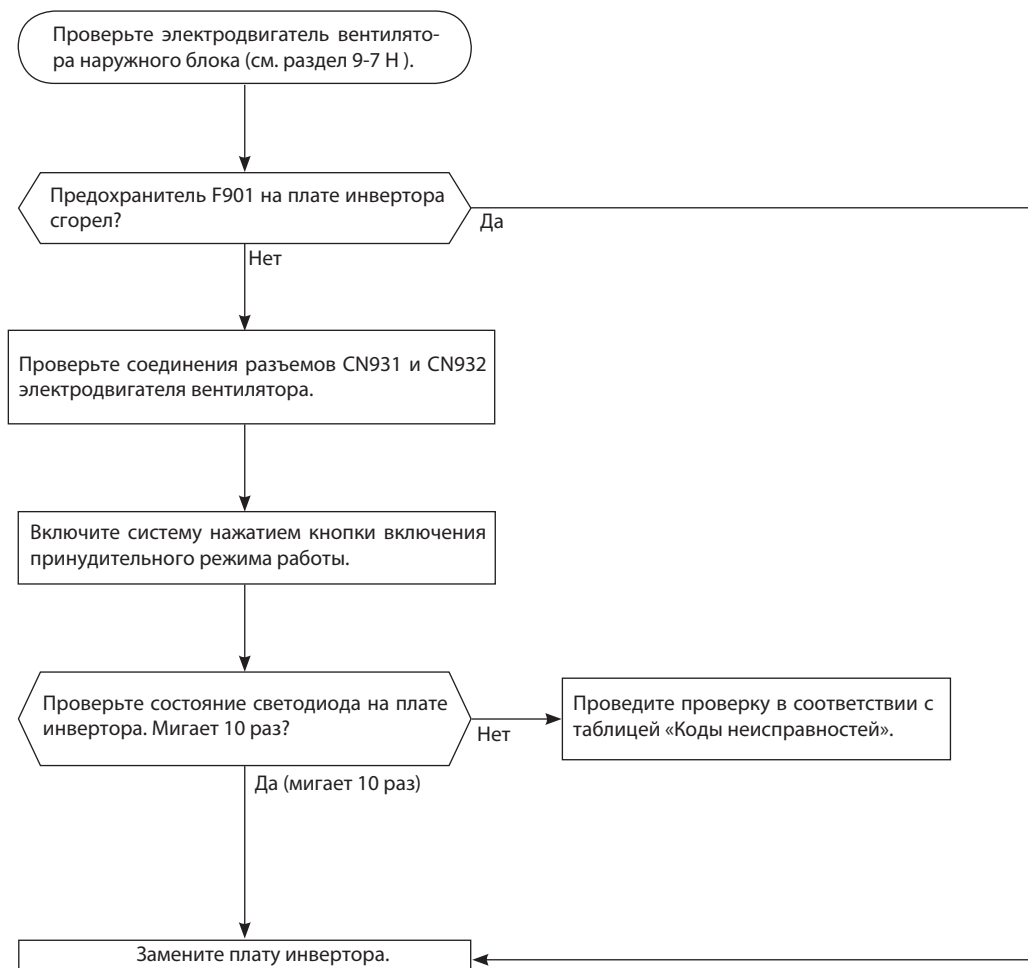 Проверьте электродвигатель вентилято-
ра наружного блока (см. раздел 9-7 H ).
Предохранитель F901 на плате инвертора
сгорел?
Да
Нет
Проверьте соединения разъемов CN931 и CN932
электродвигателя вентилятора.
Включите систему нажатием кнопки включения
принудительного режима работы.
Проверьте состояние светодиода на плате
инвертора. Мигает 10 раз?
Нет
Проведите проверку в соответствии с
таблицей «Коды неисправностей».
Да (мигает 10 раз)
Замените плату инвертора.